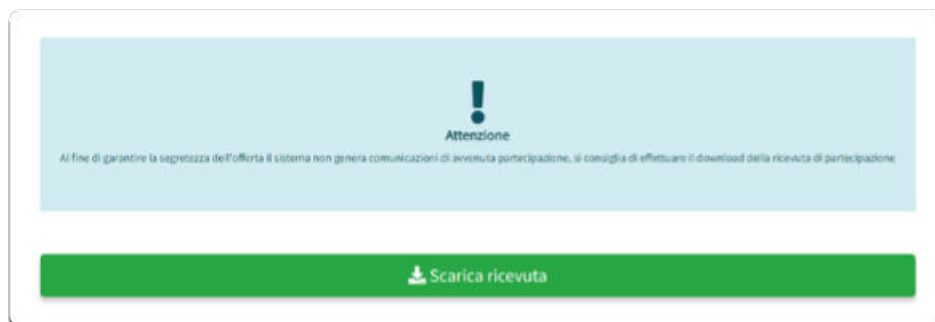 Attenzione
Al fine di garantire la segretezza dell'offerta il sistema non genera comunicazioni di avvenuta partecipazione, si consiglia di effettuare il download della ricevuta di partecipazione
Scarica ricevuta